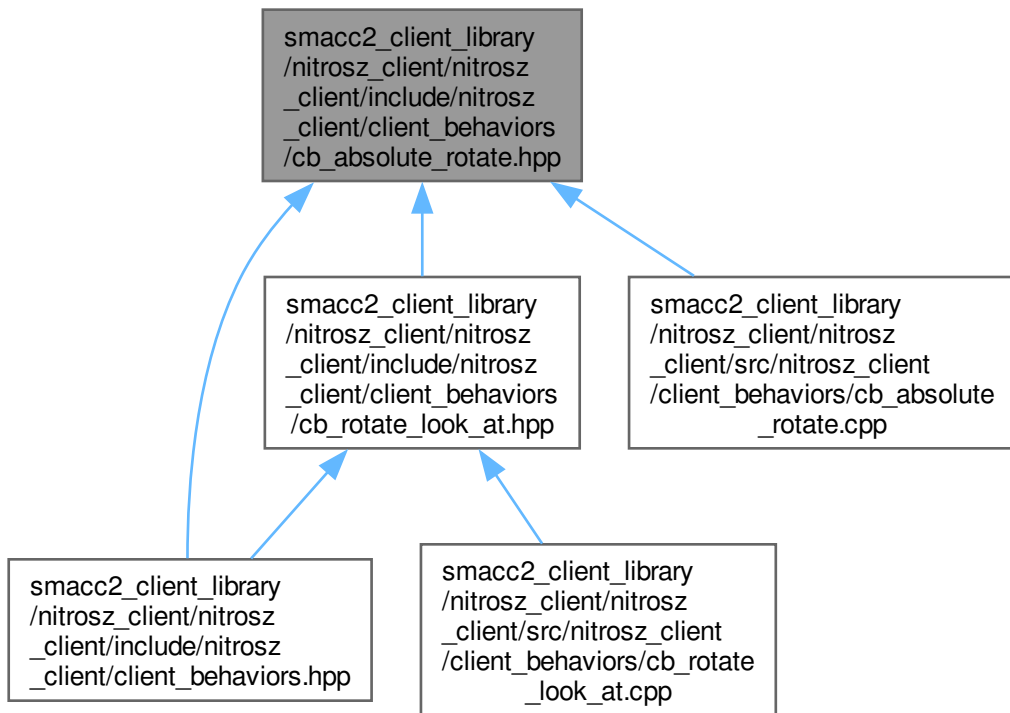 smacc2_client_library
/nitrosz_client/nitrosz
_client/include/nitrosz
_client/client_behaviors
/cb_absolute_rotate.hpp
smacc2_client_library
/nitrosz_client/nitrosz
_client/include/nitrosz
_client/client_behaviors
/cb_rotate_look_at.hpp
smacc2_client_library
/nitrosz_client/nitrosz
_client/src/nitrosz_client
/client_behaviors/cb_absolute
_rotate.cpp
smacc2_client_library
/nitrosz_client/nitrosz
_client/include/nitrosz
_client/client_behaviors.hpp
smacc2_client_library
/nitrosz_client/nitrosz
_client/src/nitrosz_client
/client_behaviors/cb_rotate
_look_at.cpp